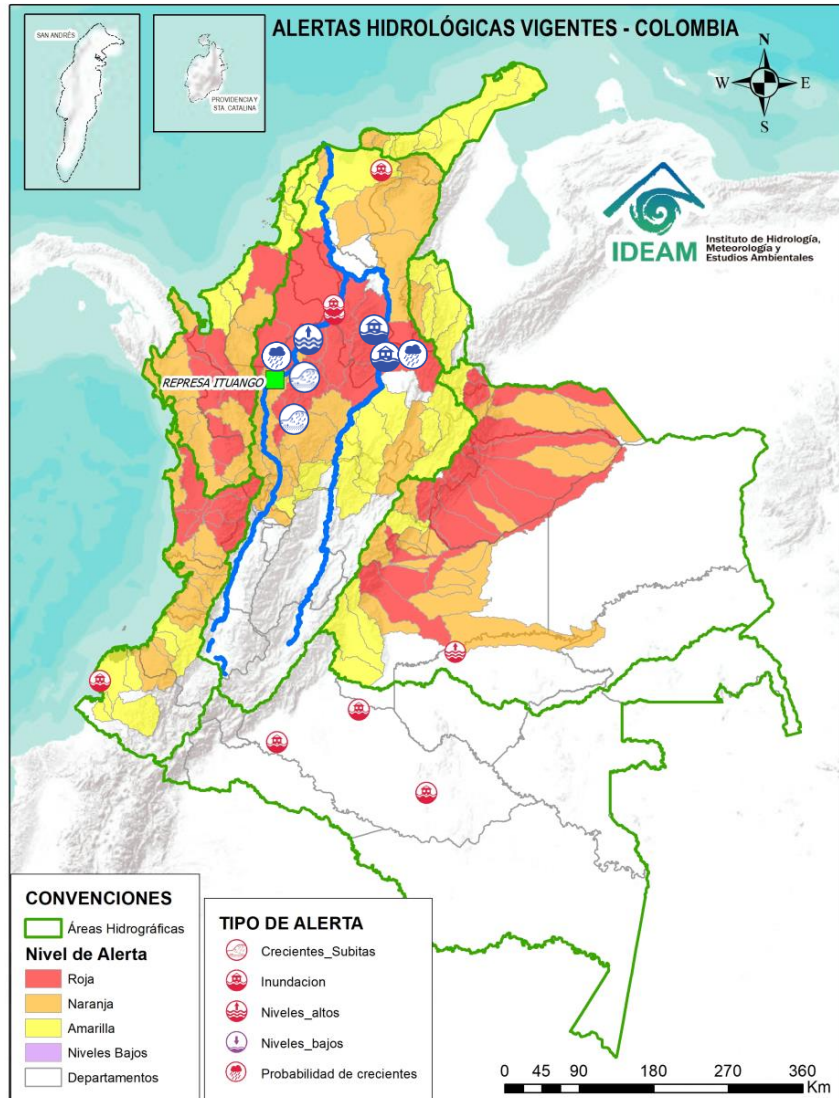 SAN ANDRÉS
PROVIDENCIA Y
STA. CATALINA
ALERTAS HIDROLÓGICAS VIGENTES - COLOMBIA
N
W
E
S
IDEAM
Instituto de Hidrología,
Meteorología y
Estudios Ambientales
REPRESA ITUANGO
CONVENCIONES
Áreas Hidrográficas
Nivel de Alerta
Roja
Naranja
Amarilla
Niveles Bajos
Departamentos
TIPO DE ALERTA
Crecientes_Subitas
Inundacion
Niveles_altos
Niveles_bajos
Probabilidad de crecientes
0 45 90 180 270 360
Km